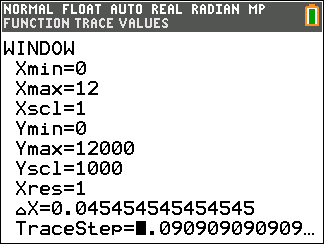 NORMAL FLOAT AUTO REAL RADIAN MP
FUNCTION TRACE VALUES
WINDOW
Xmin=0
Xmax=12
Xscl=1
Ymin=0
Ymax=12000
Yscl=1000
Xres=1
△X=0.045454545454545
TraceStep=.090909090909…